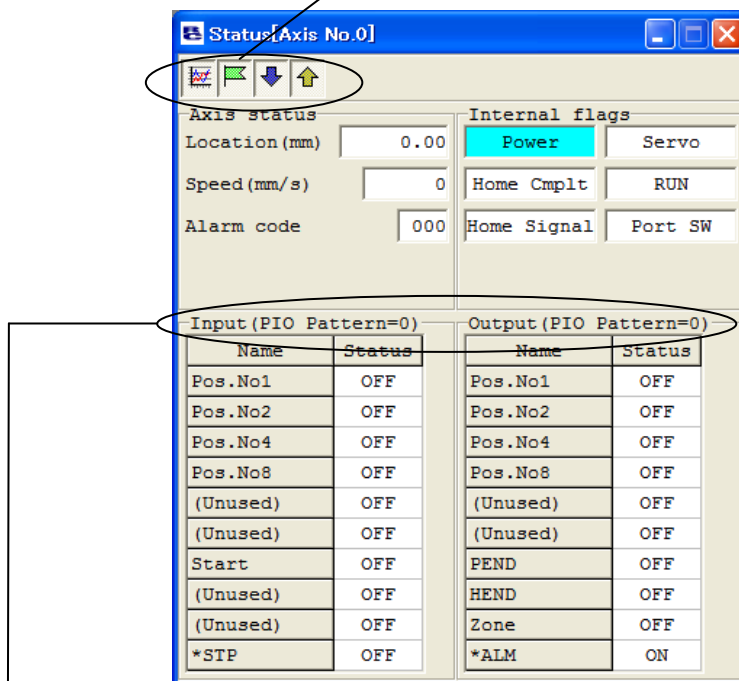 Status[Axis No.0]
Axis status
Location(mm) 0.00
Speed(mm/s) 0
Alarm code 000
Internal flags
Power Servo
Home Cmplt RUN
Home Signal Port SW
Input(PIO Pattern=0)
Name Status
Pos.No1 OFF
Pos.No2 OFF
Pos.No4 OFF
Pos.No8 OFF
(Unused) OFF
(Unused) OFF
Start OFF
(Unused) OFF
(Unused) OFF
*STP OFF
Output(PIO Pattern=0)
Name Status
Pos.No1 OFF
Pos.No2 OFF
Pos.No4 OFF
Pos.No8 OFF
(Unused) OFF
(Unused) OFF
PEND OFF
HEND OFF
Zone OFF
*ALM ON